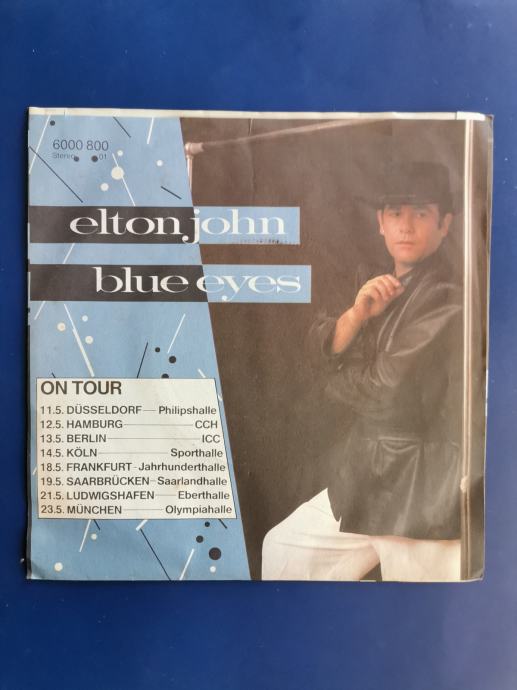 6000 800
Stereo 01
elton john
blue eyes
ON TOUR
11.5. DÜSSELDORF — Philipshalle
12.5. HAMBURG — CCH
13.5. BERLIN — ICC
14.5. KÖLN — Sporthalle
18.5. FRANKFURT - Jahrhunderthalle
19.5. SAARBRÜCKEN — Saarlandhalle
21.5. LUDWIGSHAFEN — Eberthalle
23.5. MÜNCHEN — Olympiahalle